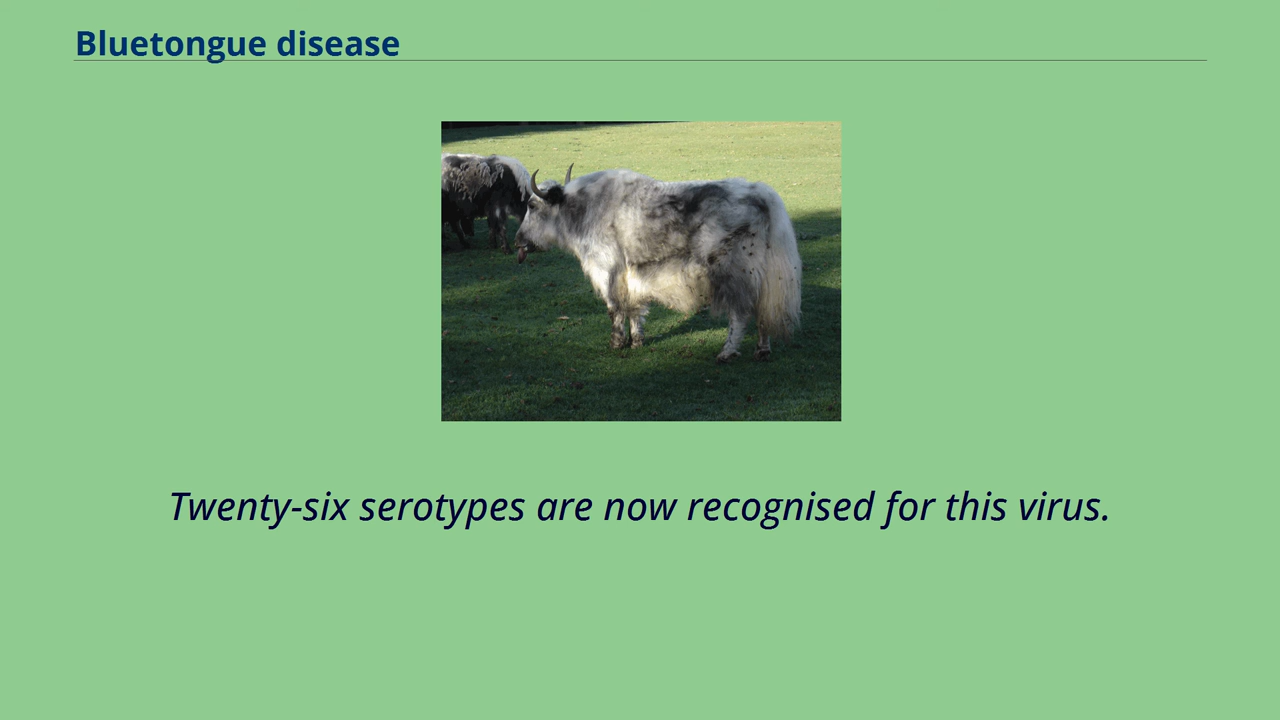 Bluetongue disease
Twenty-six serotypes are now recognised for this virus.